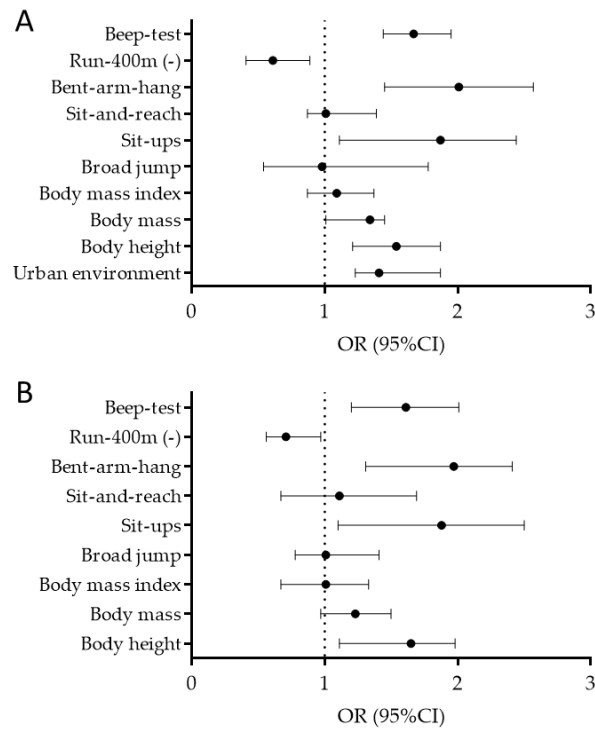 A
Beep-test
Run-400m (-)
Bent-arm-hang
Sit-and-reach
Sit-ups
Broad jump
Body mass index
Body mass
Body height
Urban environment
0 1 2 3
OR (95%CI)
B
Beep-test
Run-400m (-)
Bent-arm-hang
Sit-and-reach
Sit-ups
Broad jump
Body mass index
Body mass
Body height
0 1 2 3
OR (95%CI)